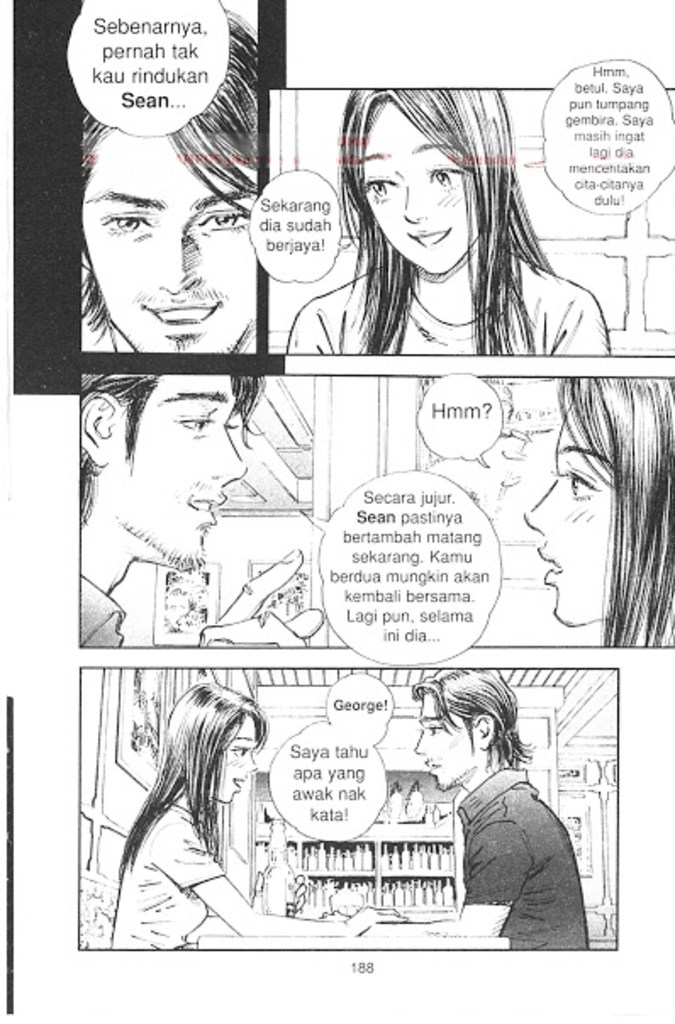 Sebenarnya,
pernah tak
kau rindukan
Sean...
Hmm,
betul. Saya
pun tumpang
gembira. Saya
masih ingat
lagi dia
mencentakan
cita-citanya
dulu!
Sekarang
dia sudah
berjaya!
Hmm?
Secara jujur.
Sean pastinya
bertambah matang
sekarang. Kamu
berdua mungkin akan
kembali bersama.
Lagi pun, selama
ini dia...
George!
Saya tahu
apa yang
awak nak
kata!
188